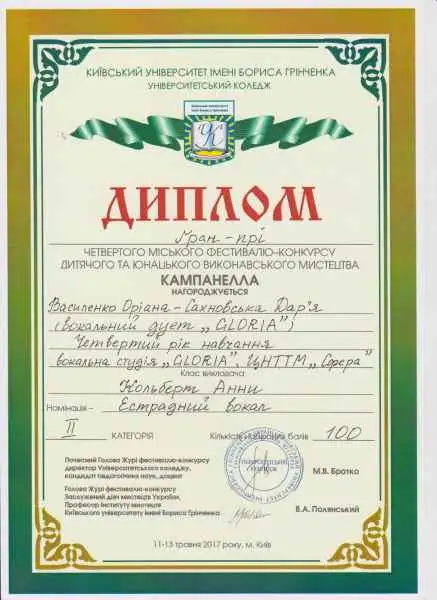 КИЇВСЬКИЙ УНІВЕРСИТЕТ ІМЕНІ БОРИСА ГРІНЧЕНКА
УНІВЕРСИТЕТСЬКИЙ КОЛЕДЖ
ДИПЛОМ
Гран-прі
ЧЕТВЕРТОГО МІСЬКОГО ФЕСТИВАЛЮ-КОНКУРСУ
ДИТЯЧОГО ТА ЮНАЦЬКОГО ВИКОНАВСЬКОГО МИСТЕЦТВА
КАМПАНЕЛЛА
НАГОРОДЖУЄТЬСЯ
Василенко Оріана - Сахновська Дар'я
(вокальний дует „GLORIA")
Четвертий рік навчання
вокальна студія „GLORIA", ЦНТТМ „Сфера"
Клас викладача
Кольберт Анни
Номінація - Естрадний вокал
II КАТЕГОРІЯ Кількість набраних балів 100
Почесний Голова Журі фестивалю-конкурсу
директор Університетського коледжу,
кандидат педагогічних наук, доцент
М.В. Братко
Голова Журі фестивалю-конкурсу
Заслужений діяч мистецтв України,
Професор Інституту мистецтв
Київського університету імені Бориса Грінченка
В.А. Полянський
11-13 травня 2017 року, м. Київ